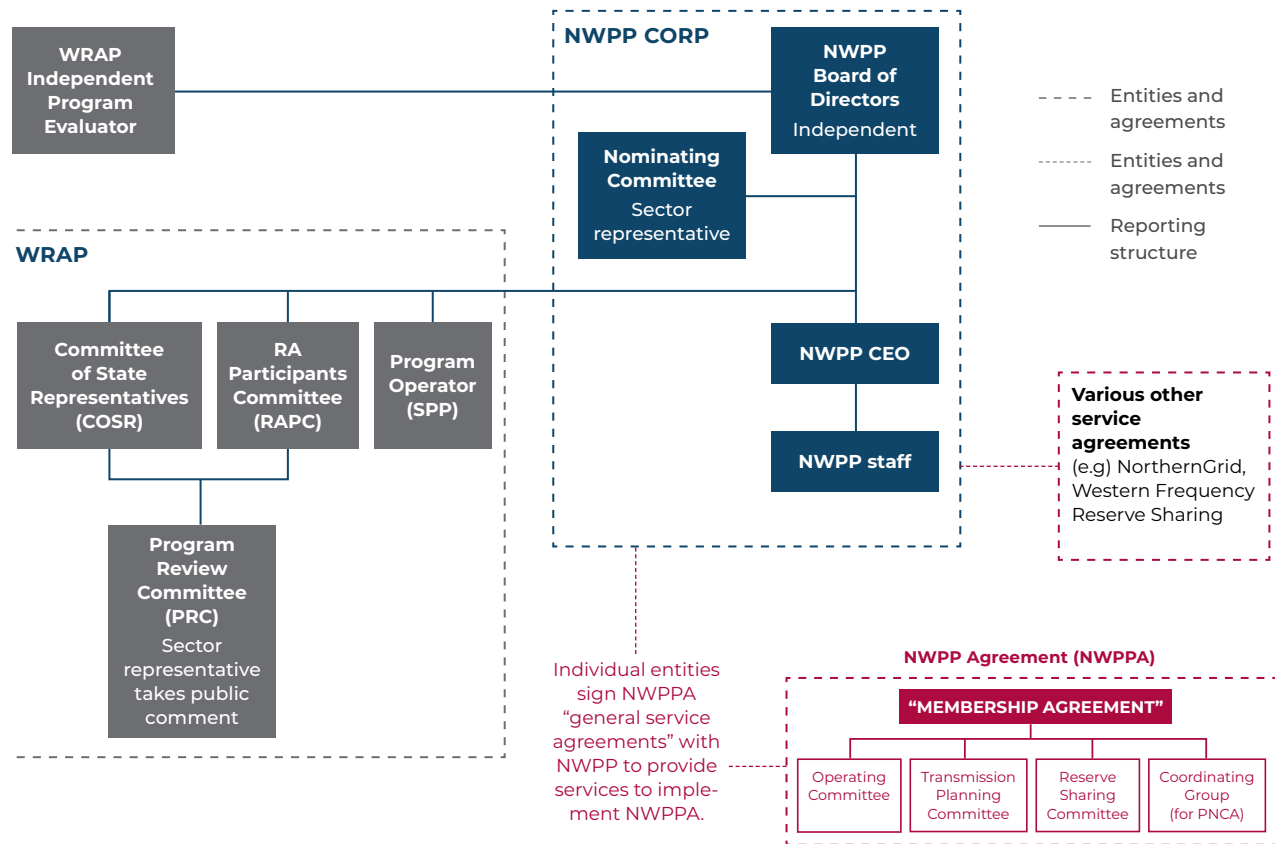 WRAP
Independent
Program
Evaluator
NWPP CORP
NWPP
Board of
Directors
Independent
Nominating
Committee
Sector
representative
Entities and
agreements
Entities and
agreements
Reporting
structure
WRAP
Committee
of State
Representatives
(COSR)
RA
Participants
Committee
(RAPC)
Program
Operator
(SPP)
NWPP CEO
NWPP staff
Various other
service
agreements
(e.g) NorthernGrid,
Western Frequency
Reserve Sharing
Program
Review
Committee
(PRC)
Sector
representative
takes public
comment
Individual entities
sign NWPPA
“general service
agreements” with
NWPP to provide
services to imple-
ment NWPPA.
NWPP Agreement (NWPPA)
“MEMBERSHIP AGREEMENT”
Operating
Committee
Transmission
Planning
Committee
Reserve
Sharing
Committee
Coordinating
Group
(for PNCA)